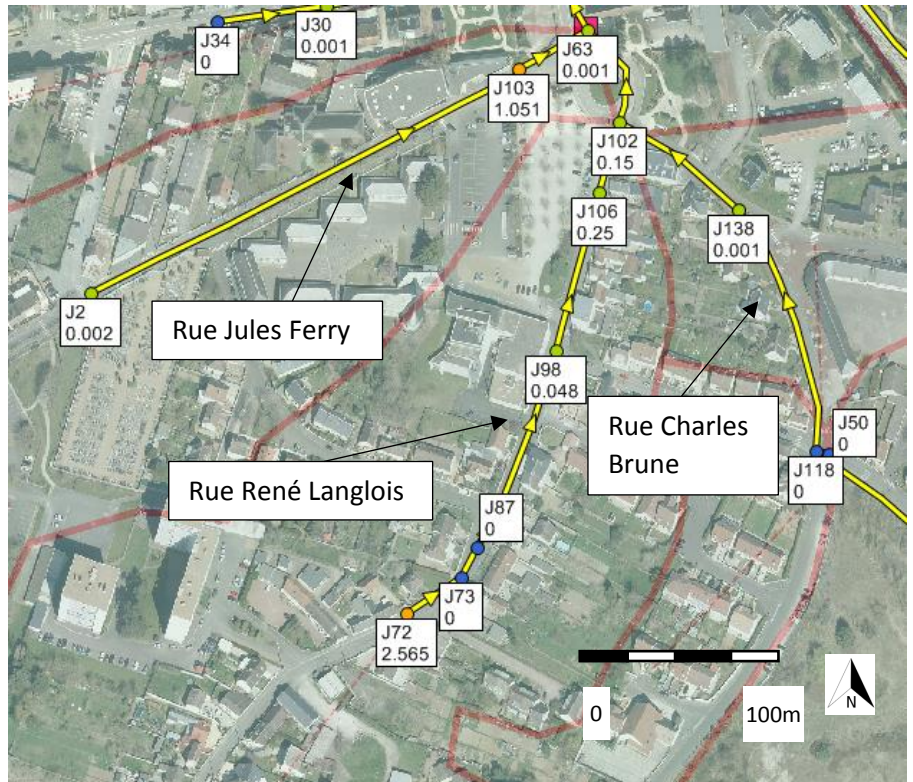 J30
0.001
J34
0
J63
0.001
J103
1.051
J102
0.15
J106
0.25
J138
0.001
J2
0.002
Rue Jules Ferry
J98
0.048
Rue Charles
Brune
J50
0
J118
0
Rue René Langlois
J87
0
J73
0
J72
2.565
0
100m
N